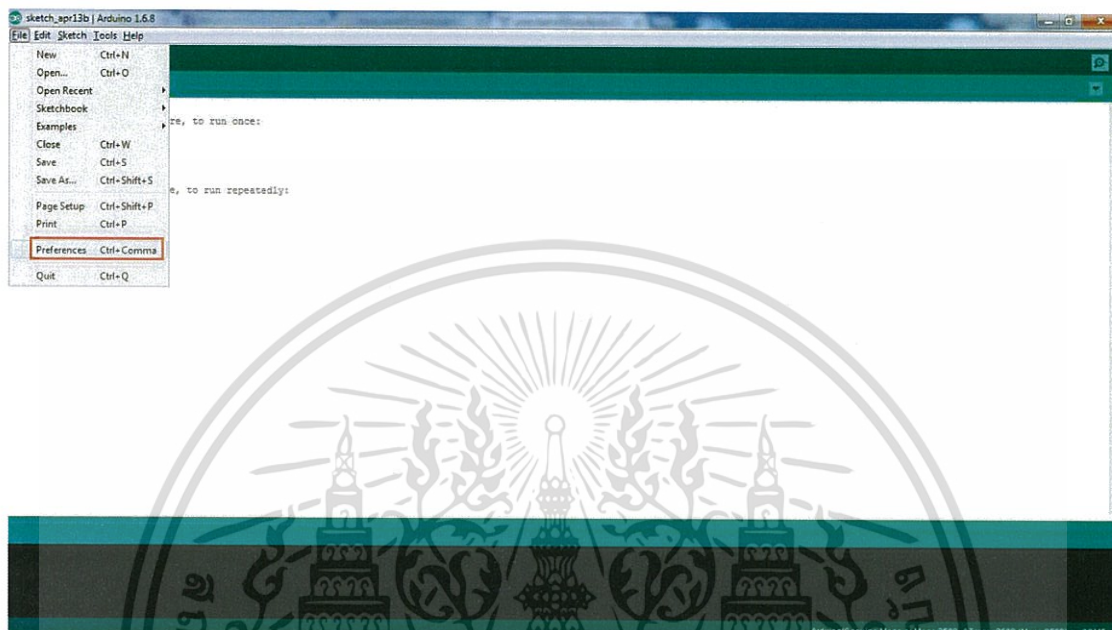 sketch_apr13b | Arduino 1.6.8
File Edit Sketch Tools Help
New Ctrl+N
Open... Ctrl+O
Open Recent
Sketchbook
Examples
Close Ctrl+W
Save Ctrl+S
Save As... Ctrl+Shift+S
Page Setup Ctrl+Shift+P
Print Ctrl+P
Preferences Ctrl+Comma
Quit Ctrl+Q
re, to run once:
e, to run repeatedly: